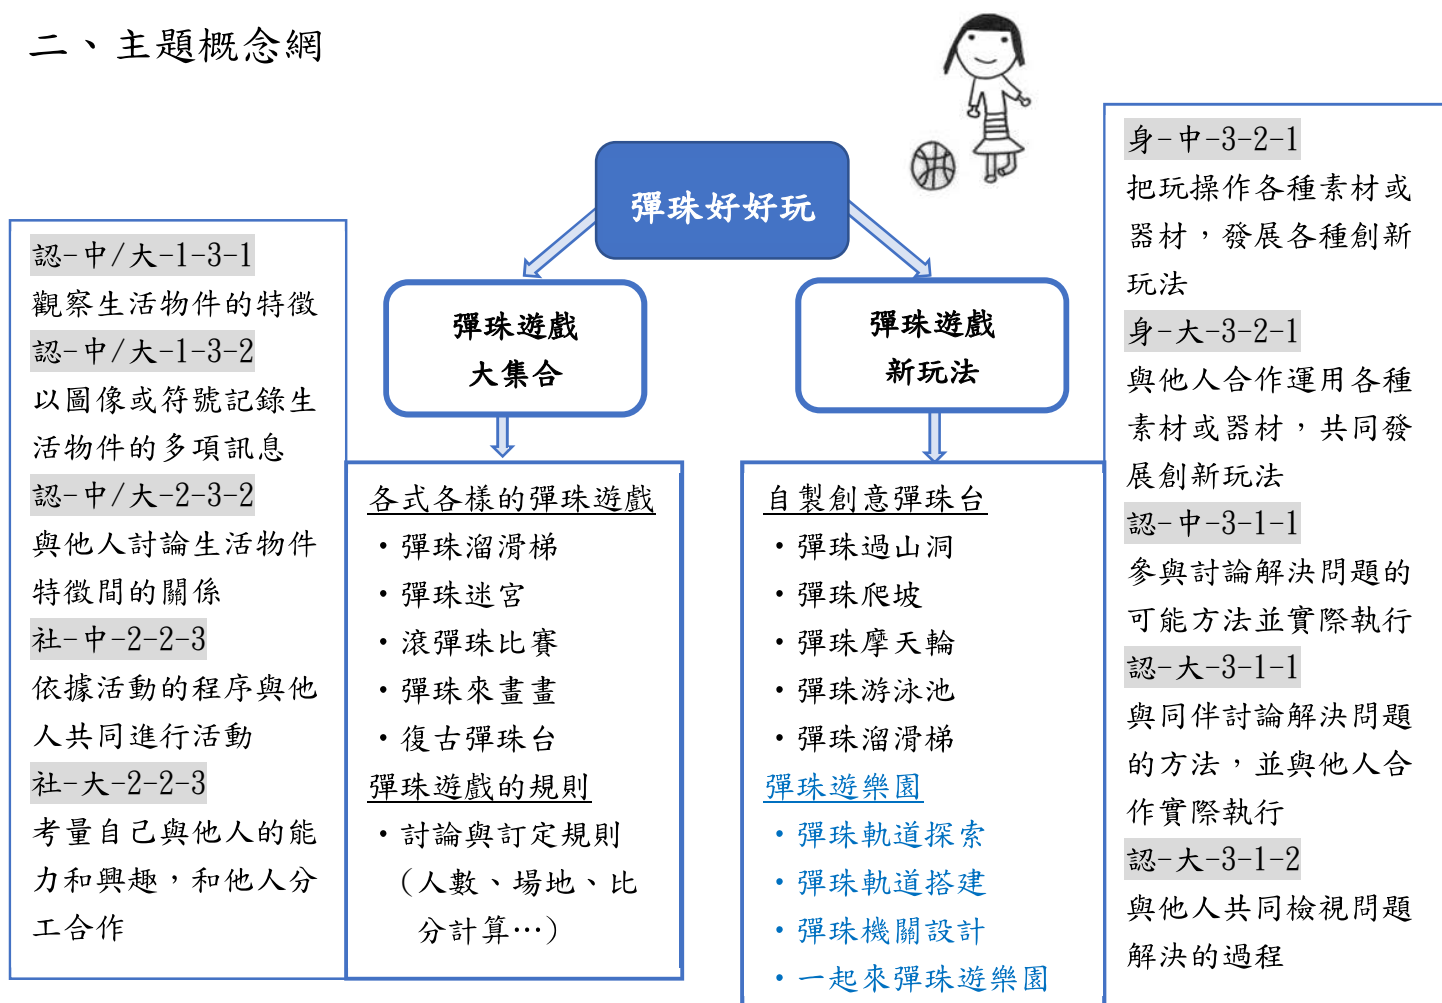 二、主題概念網
彈珠好好玩
認-中/大-1-3-1
觀察生活物件的特徵
認-中/大-1-3-2
以圖像或符號記錄生
活物件的多項訊息
認-中/大-2-3-2
與他人討論生活物件
特徵間的關係
社-中-2-2-3
依據活動的程序與他
人共同進行活動
社-大-2-2-3
考量自己與他人的能
力和興趣，和他人分
工合作
彈珠遊戲
大集合
各式各樣的彈珠遊戲
・彈珠溜滑梯
・彈珠迷宮
・滾彈珠比賽
・彈珠來畫畫
・復古彈珠台
彈珠遊戲的規則
・討論與訂定規則
（人數、場地、比
分計算…）
彈珠遊戲
新玩法
自製創意彈珠台
・彈珠過山洞
・彈珠爬坡
・彈珠摩天輪
・彈珠游泳池
・彈珠溜滑梯
彈珠遊樂園
・彈珠軌道探索
・彈珠軌道搭建
・彈珠機關設計
・一起來彈珠遊樂園
身-中-3-2-1
把玩操作各種素材或
器材，發展各種創新
玩法
身-大-3-2-1
與他人合作運用各種
素材或器材，共同發
展創新玩法
認-中-3-1-1
參與討論解決問題的
可能方法並實際執行
認-大-3-1-1
與同伴討論解決問題
的方法，並與他人合
作實際執行
認-大-3-1-2
與他人共同檢視問題
解決的過程